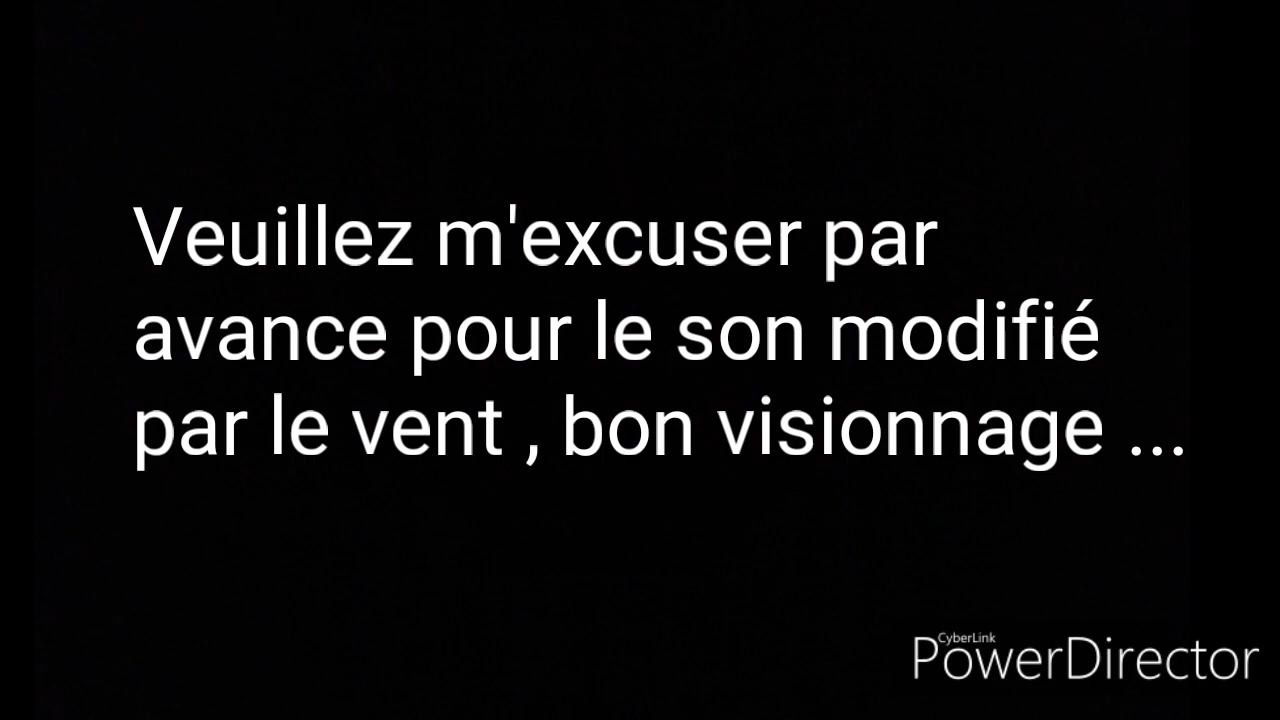 Veuillez m'excuser par
avance pour le son modifié
par le vent , bon visionnage ...
CyberLink
PowerDirector